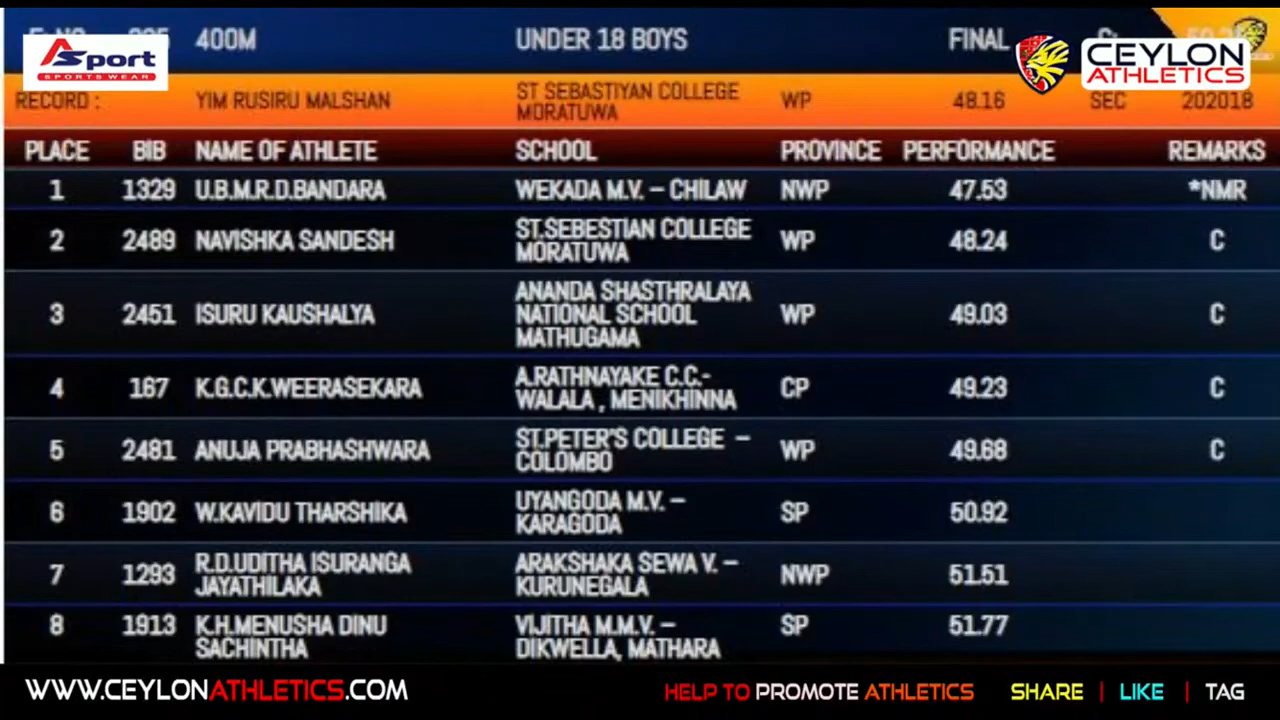 400M UNDER 18 BOYS FINAL
Asport
SPORTS WEAR
CEYLON
ATHLETICS
RECORD : YIM RUSIRU MALSHAN ST SEBASTIYAN COLLEGE MORATUWA WP 48.16 SEC 202018
PLACE BIB NAME OF ATHLETE SCHOOL PROVINCE PERFORMANCE REMARKS
1 1329 U.B.M.R.D.BANDARA WEKADA M.V. – CHILAW NWP 47.53 *NMR
2 2489 NAVISHKA SANDESH ST.SEBESTIAN COLLEGE MORATUWA WP 48.24 C
3 2451 ISURU KAUSHALYA ANANDA SHASTHRALAYA NATIONAL SCHOOL MATHUGAMA WP 49.03 C
4 167 K.G.C.K.WEERASEKARA A.RATHNAYAKE C.C.- WALALA , MENIKHINNA CP 49.23 C
5 2481 ANUJA PRABHASHWARA ST.PETER'S COLLEGE – COLOMBO WP 49.68 C
6 1902 W.KAVIDU THARSHIKA UYANGODA M.V. – KARAGODA SP 50.92
7 1293 R.D.UDITHA ISURANGA JAYATHILAKA ARAKSHAKA SEWA V. – KURUNEGALA NWP 51.51
8 1913 K.H.MENUSHA DINU SACHINTHA VIJITHA M.M.V. – DIKWELLA, MATHARA SP 51.77
WWW.CEYLONATHLETICS.COM HELP TO PROMOTE ATHLETICS SHARE | LIKE | TAG